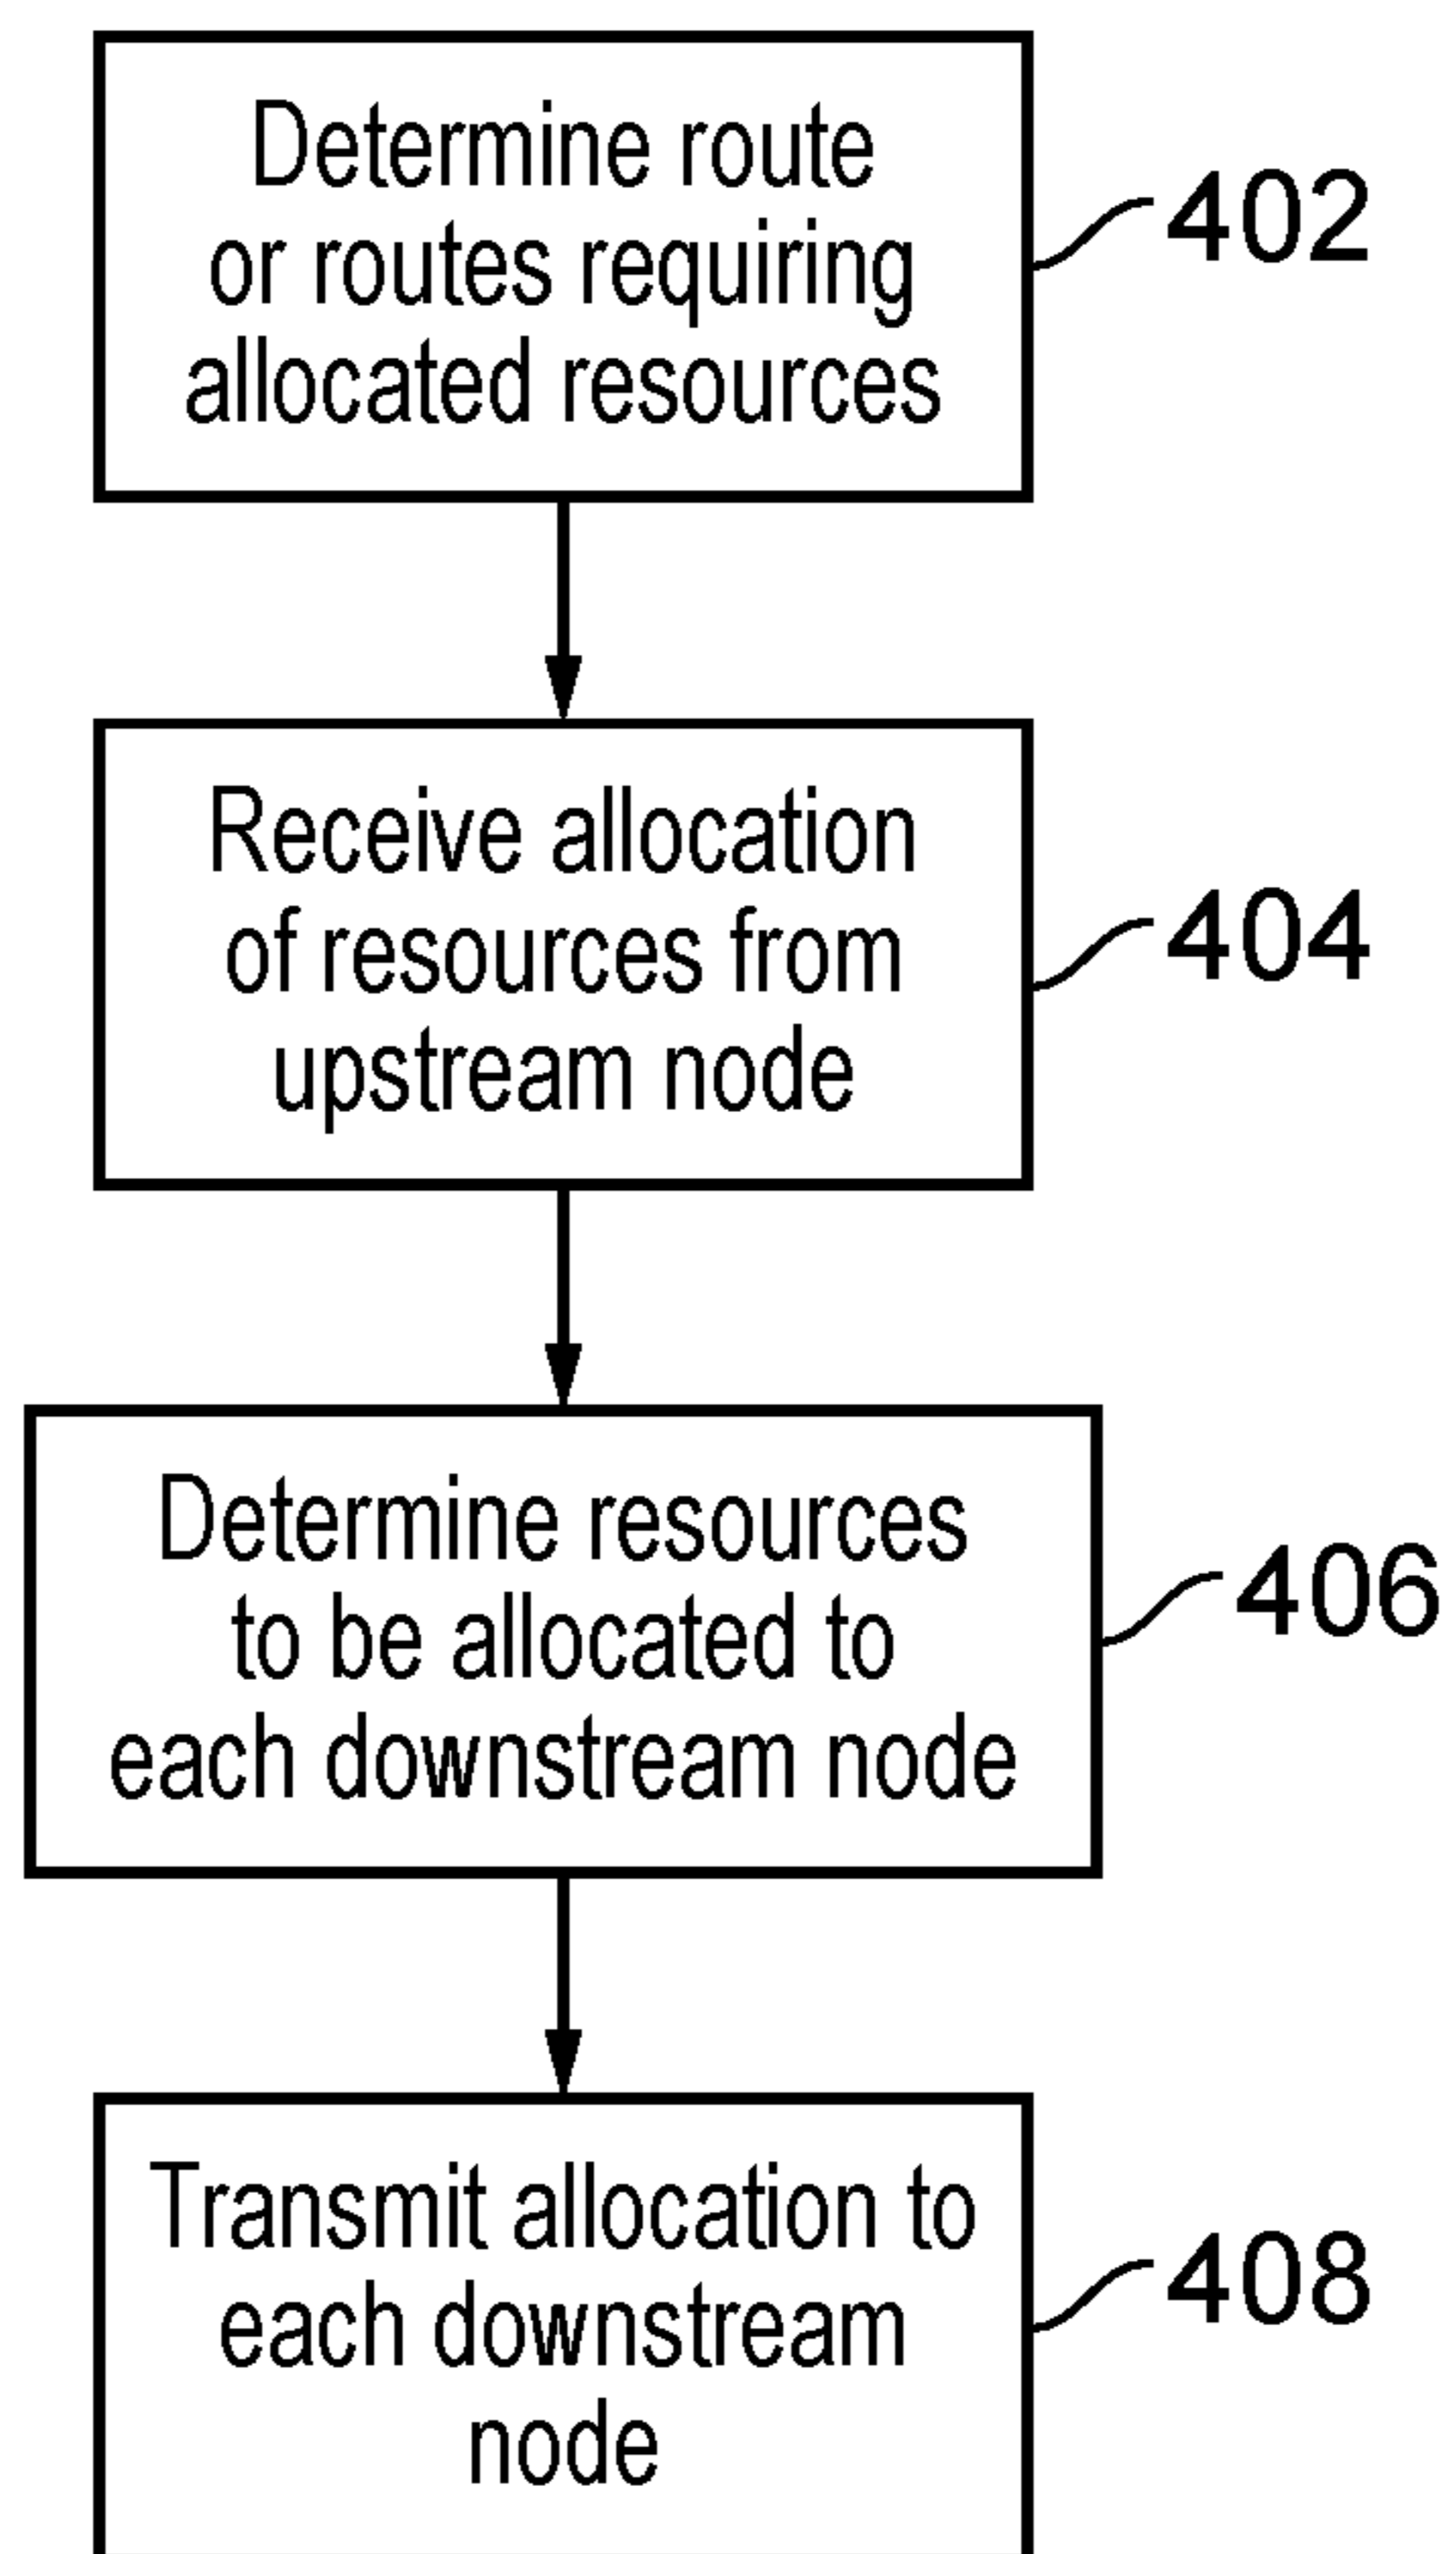 Determine route
or routes requiring
allocated resources
402
Receive allocation
of resources from
upstream node
404
Determine resources
to be allocated to
each downstream node
406
Transmit allocation to
each downstream
node
408